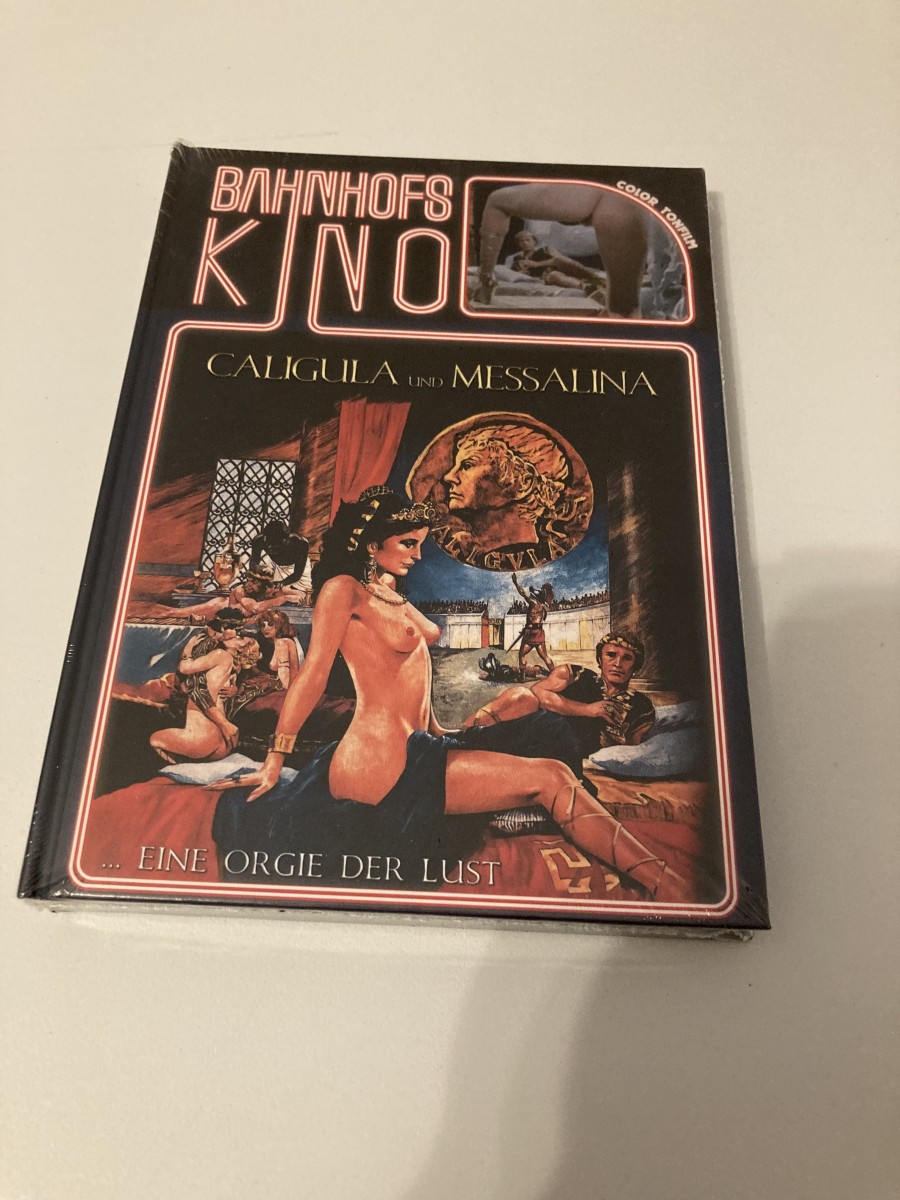 BAHNHOFS
KINO
COLOR TONFILM
CALIGULA UND MESSALINA
CALIGVLA
... EINE ORGIE DER LUST